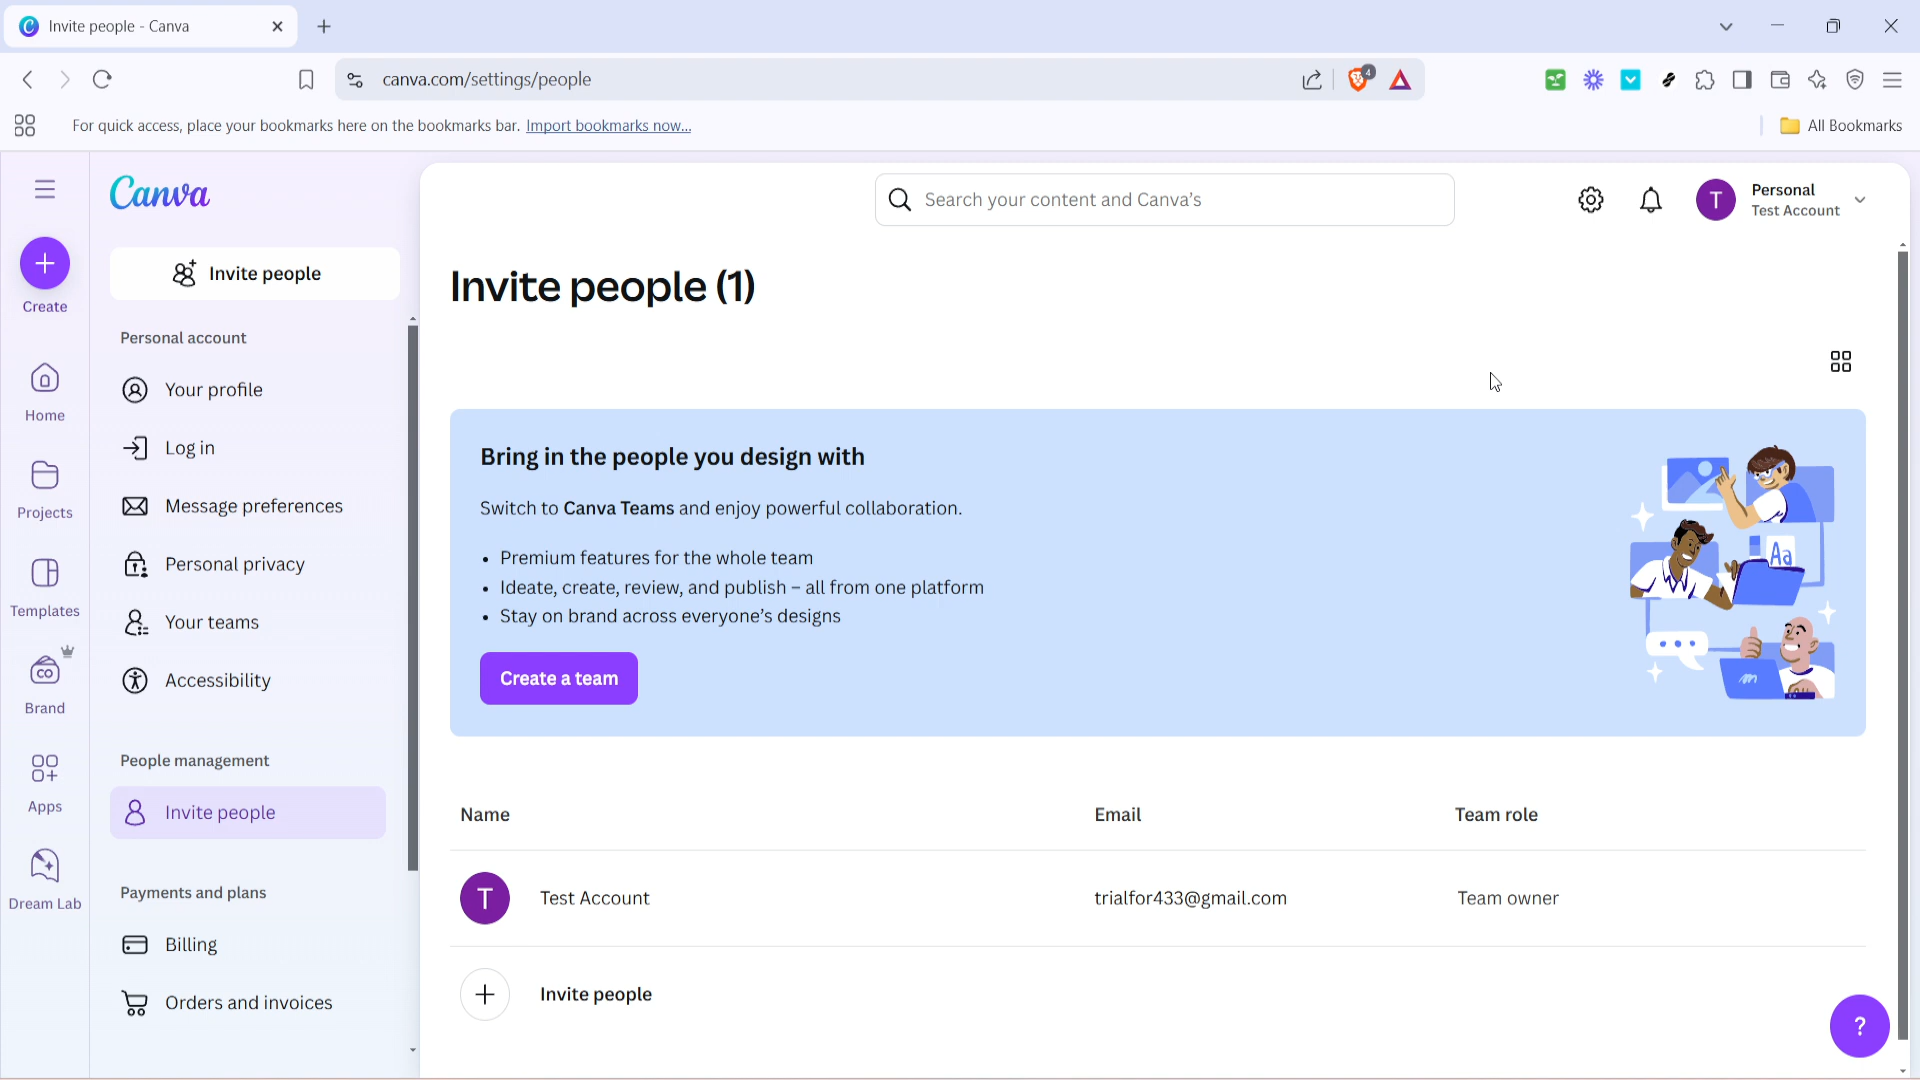 Invite people - Canva
canva.com/settings/people
4
For quick access, place your bookmarks here on the bookmarks bar. Import bookmarks now...
All Bookmarks
Create
Home
Projects
Templates
CO
Brand
Apps
Dream Lab
Canva
Invite people
Personal account
Your profile
Log in
Message preferences
Personal privacy
Your teams
Accessibility
People management
Invite people
Payments and plans
Billing
Orders and invoices
Search your content and Canva's
T
Personal
Test Account
Invite people (1)
Bring in the people you design with
Switch to Canva Teams and enjoy powerful collaboration.
• Premium features for the whole team
• Ideate, create, review, and publish – all from one platform
• Stay on brand across everyone's designs
Create a team
Aa
Name Email Team role
T Test Account trialfor433@gmail.com Team owner
Invite people
?